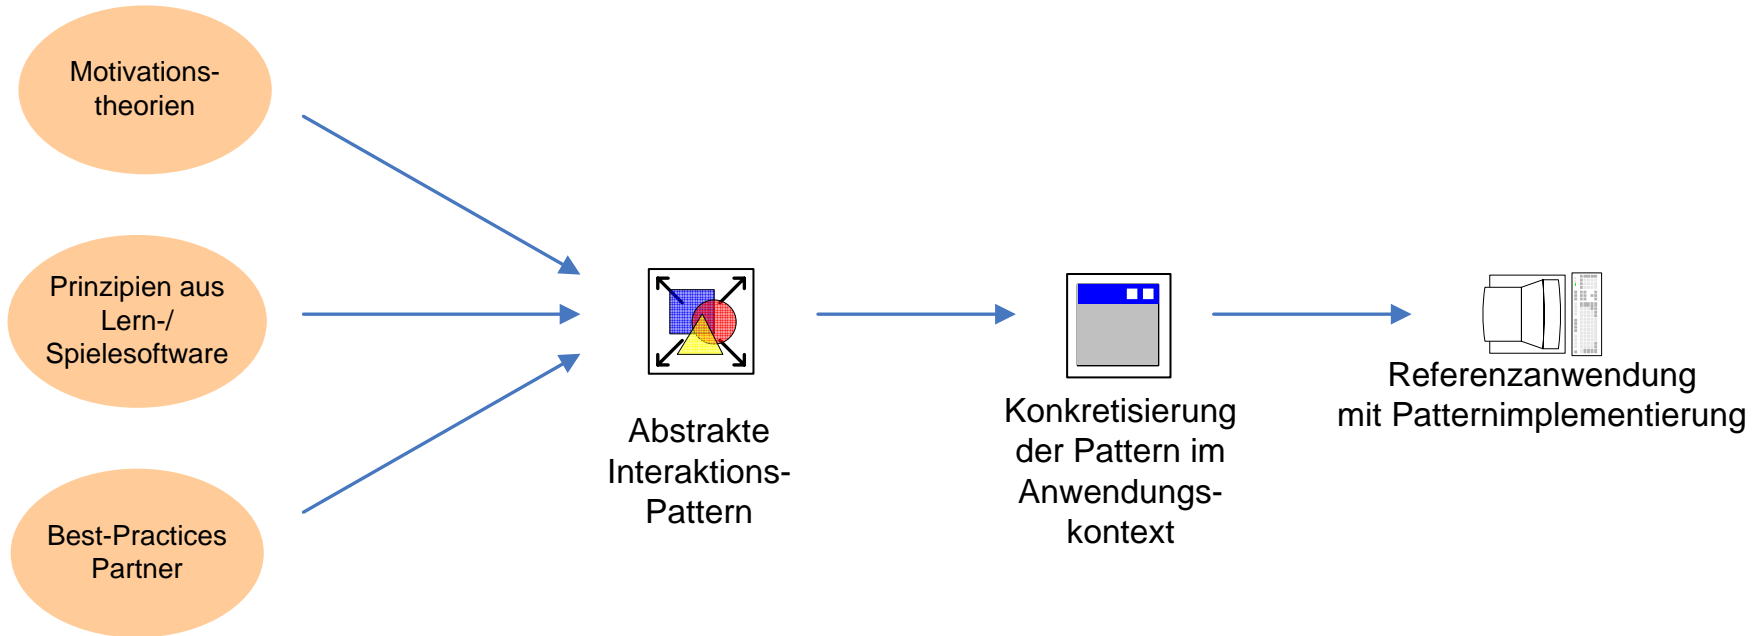 Motivations-
theorien
Prinzipien aus
Lern-/
Spielesoftware
Best-Practices
Partner
Abstrakte
Interaktions-
Pattern
Konkretisierung
der Pattern im
Anwendungs-
kontext
Referenzanwendung
mit Patternimplementierung